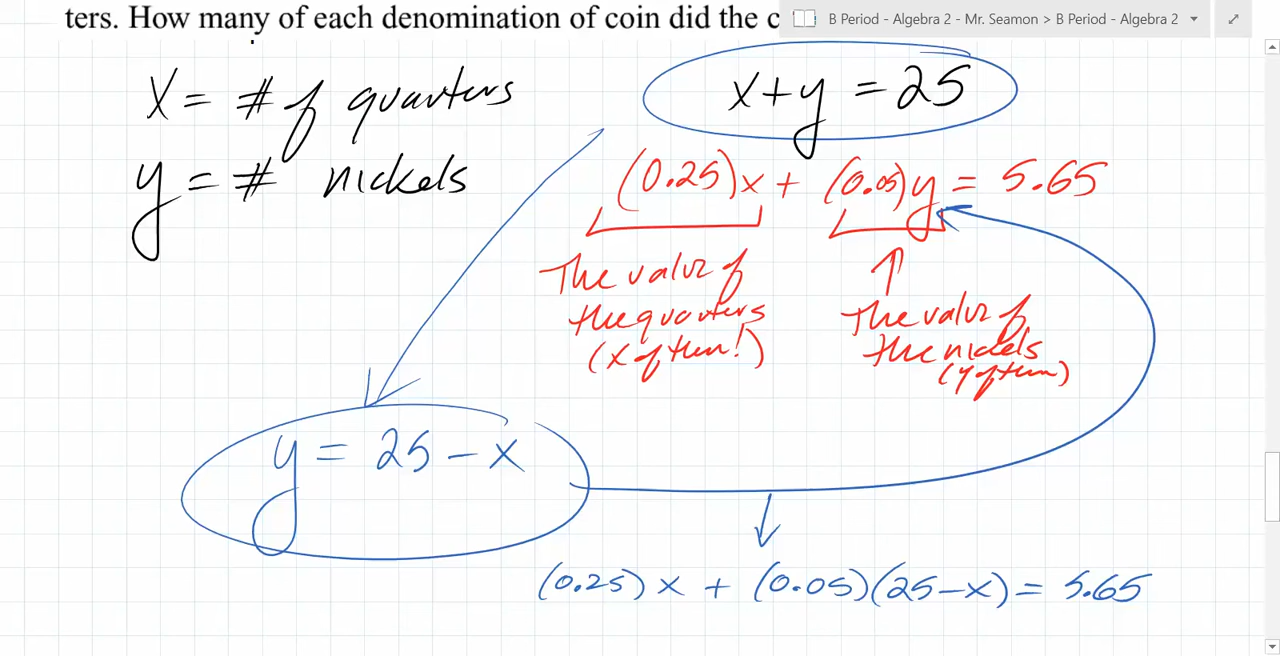 ters. How many of each denomination of coin did the c
B Period - Algebra 2 - Mr. Seamon > B Period - Algebra 2
x = # of quarters
x + y = 25
y = # nickels
(0.25)x + (0.05)y = 5.65
The value of
the quarters
(x of them!)
The value of
the nickels
(y of them)
y = 25 - x
(0.25)x + (0.05)(25-x) = 5.65